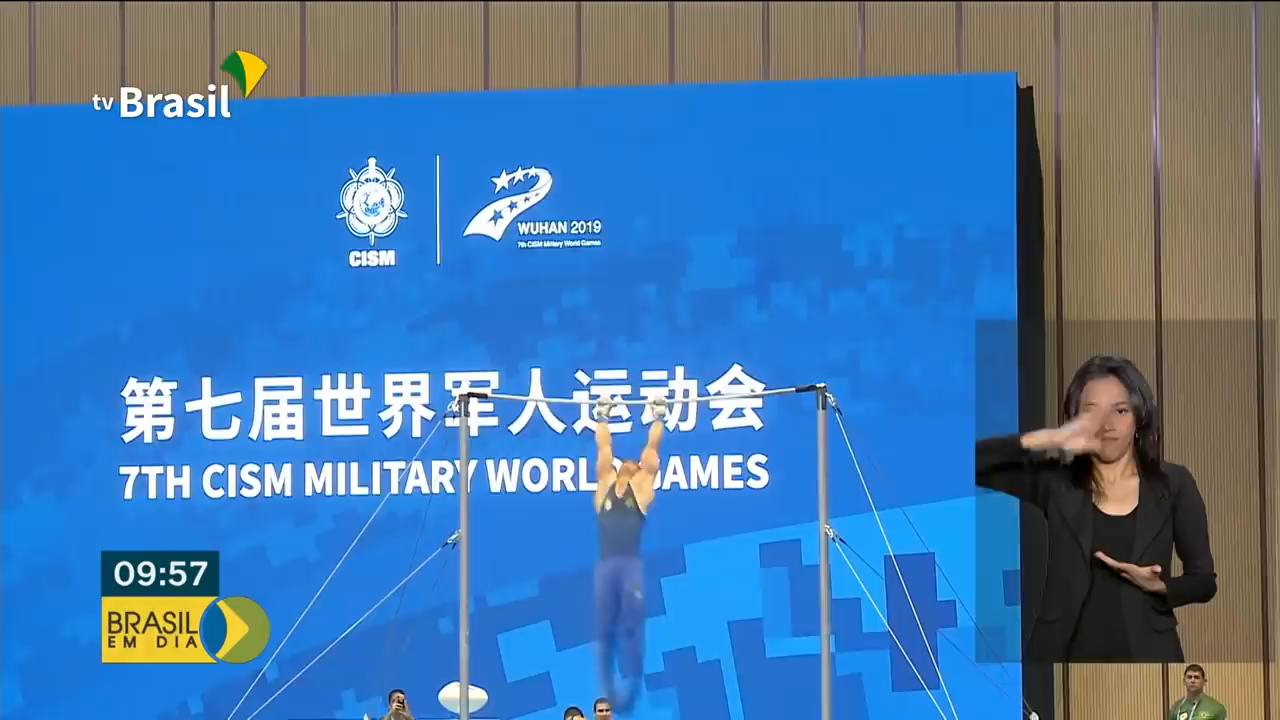 tv Brasil
CISM
WUHAN 2019
7th CISM Military World Games
第七届世界军人运动会
7TH CISM MILITARY WORLD GAMES
09:57
BRASIL
EM DIA